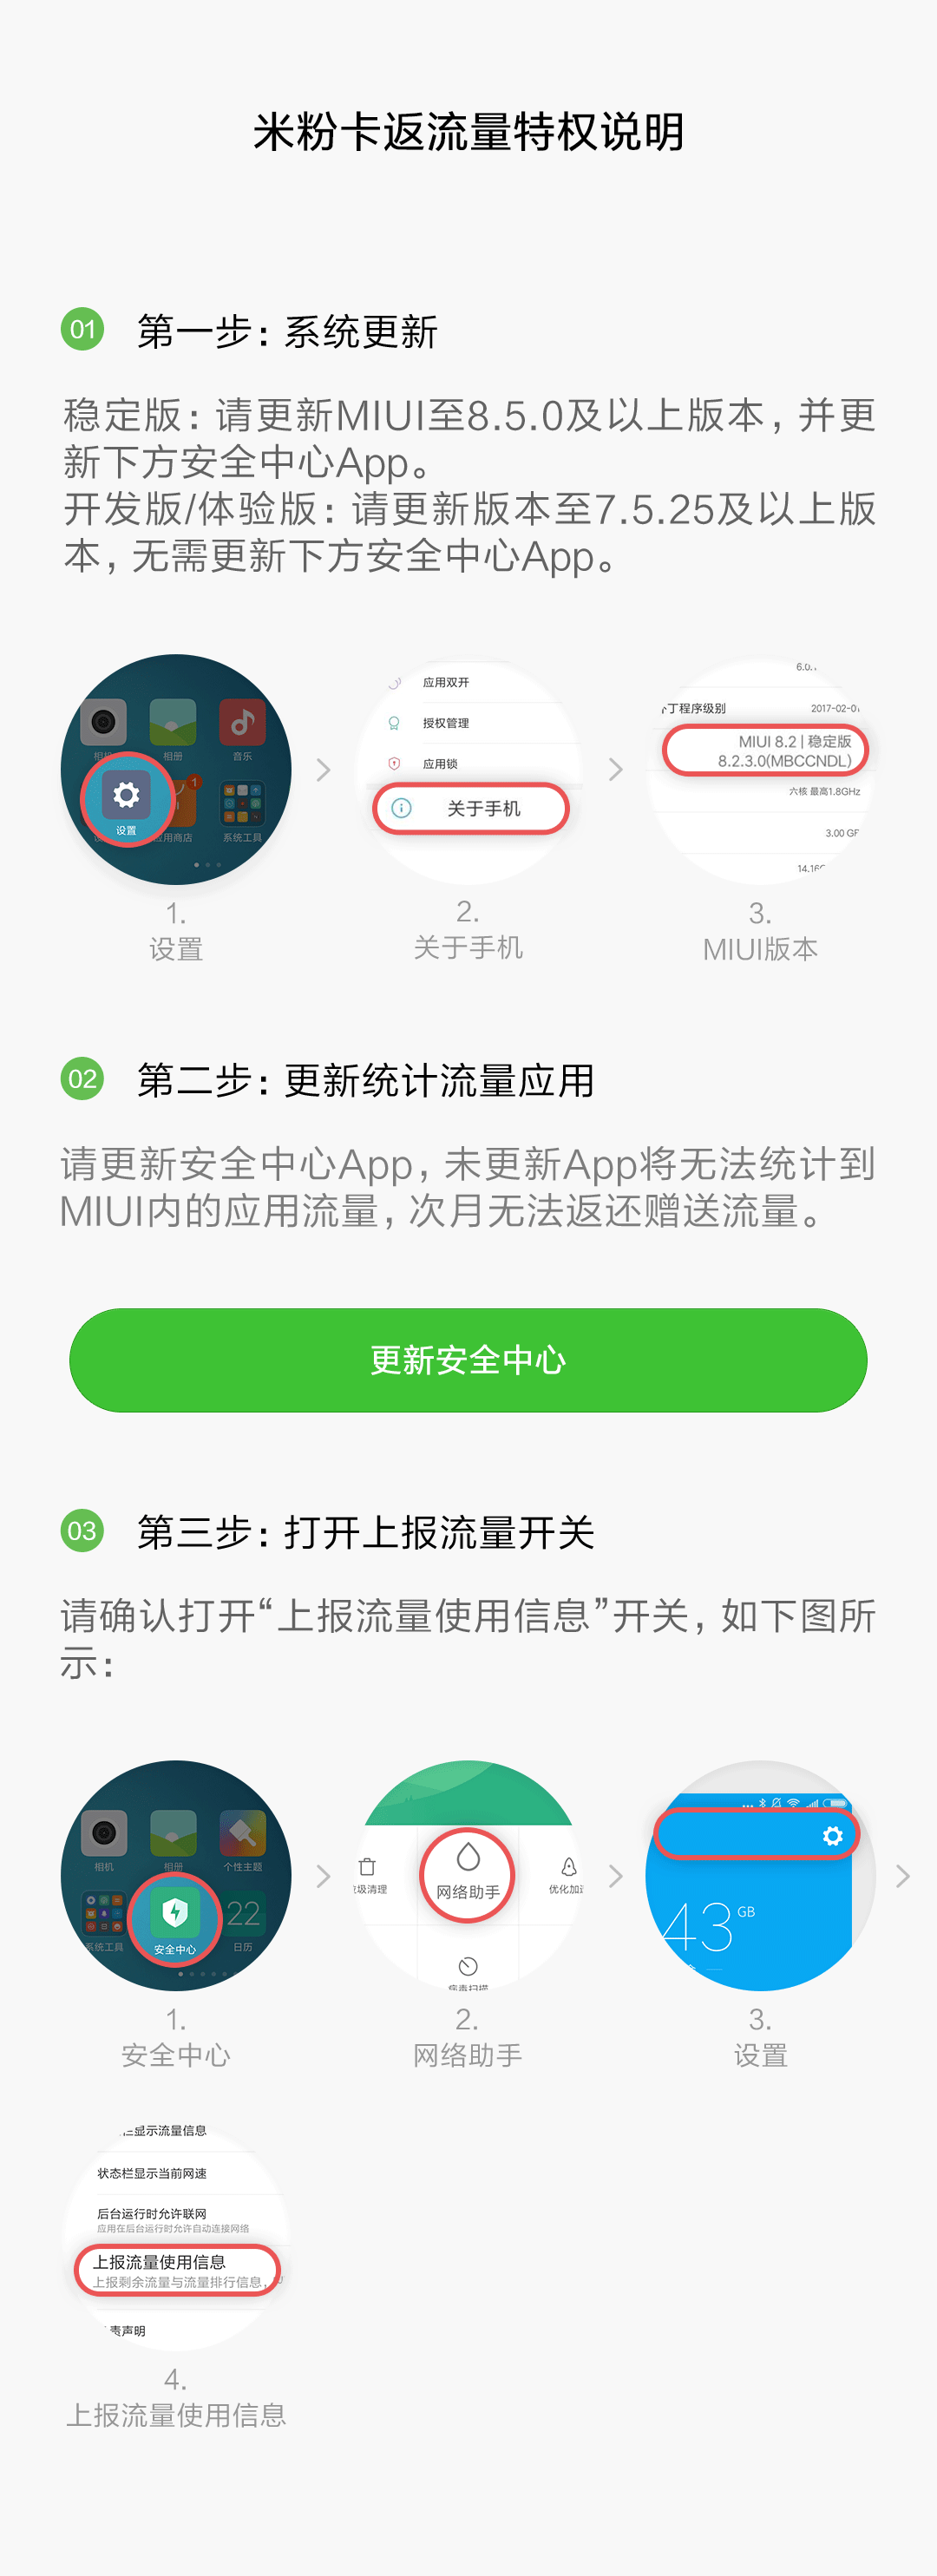 米粉卡返流量特权说明
01 第一步：系统更新
稳定版：请更新MIUI至8.5.0及以上版本，并更
新下方安全中心App。
开发版/体验版：请更新版本至7.5.25及以上版
本，无需更新下方安全中心App。
相册
音乐
1
设置
应用商店
系统工具
应用双开
授权管理
应用锁
关于手机
丁程序级别
2017-02-0
MIUI 8.2 | 稳定版
8.2.3.0(MBCCNDL)
六核 最高1.8GHz
3.00 GB
1.
设置
2.
关于手机
3.
MIUI版本
02 第二步：更新统计流量应用
请更新安全中心App，未更新App将无法统计到
MIUI内的应用流量，次月无法返还赠送流量。
更新安全中心
03 第三步：打开上报流量开关
请确认打开“上报流量使用信息”开关，如下图所
示：
相机
相册
个性主题
系统工具
安全中心
22
日历
圾清理
网络助手
优化加
病毒扫描
43 GB
1.
安全中心
2.
网络助手
3.
设置
显示流量信息
状态栏显示当前网速
后台运行时允许联网
应用在后台运行时允许自动连接网络
上报流量使用信息
上报剩余流量与流量排行信息，
责声明
4.
上报流量使用信息